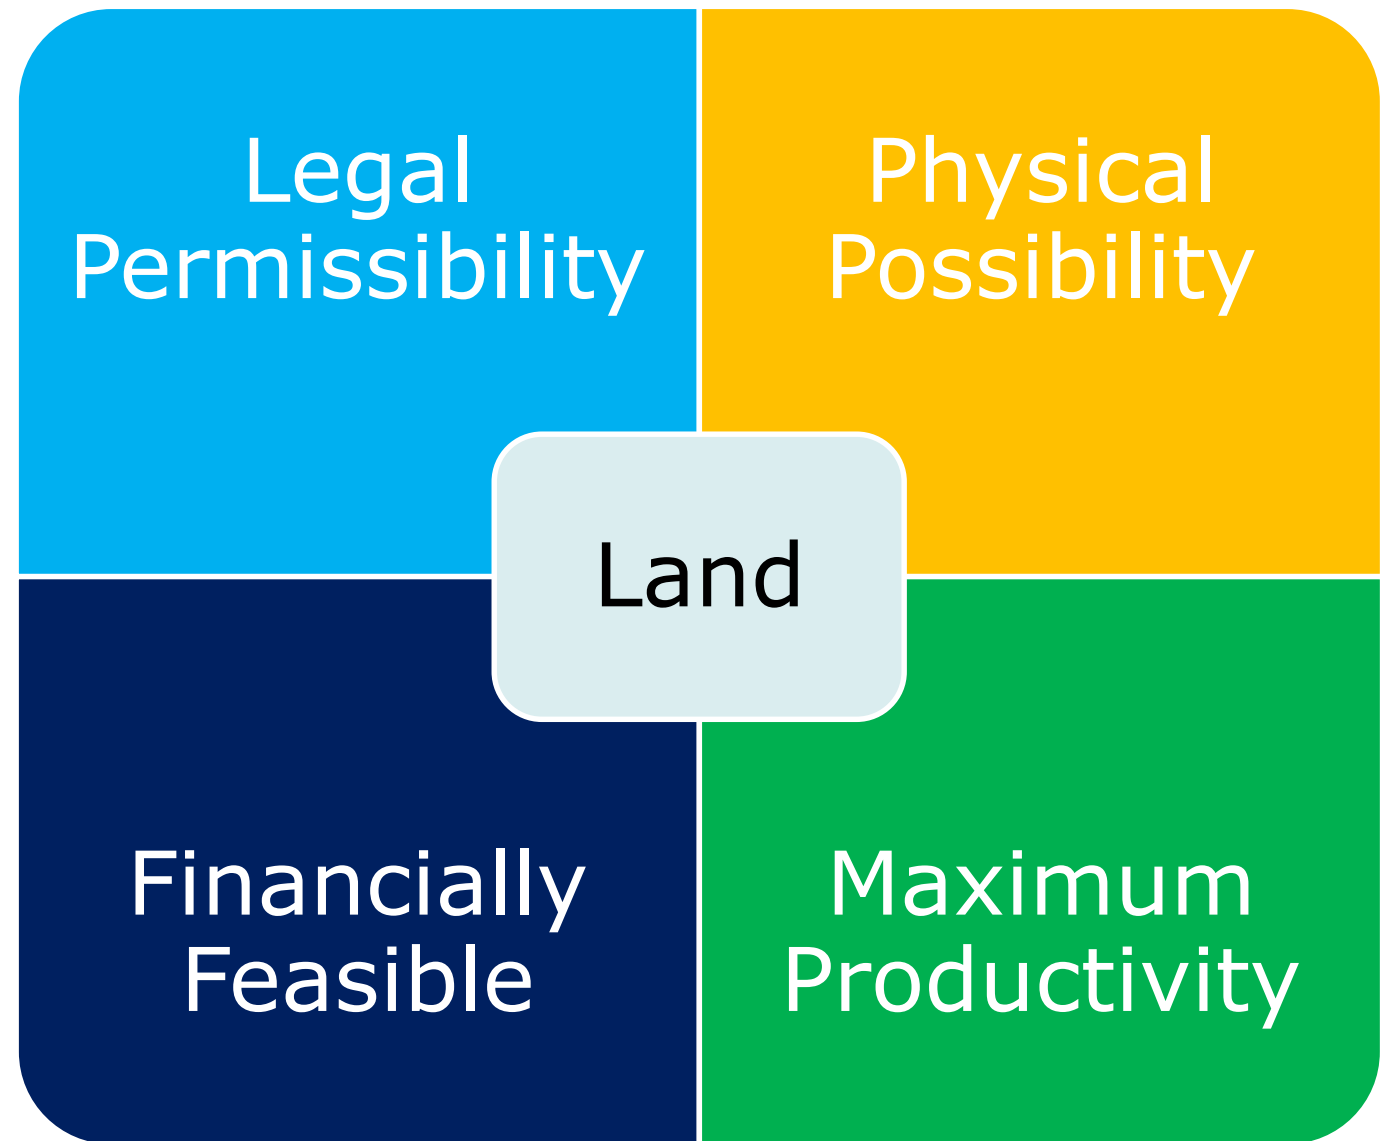 Legal
Permissibility
Physical
Possibility
Land
Financially
Feasible
Maximum
Productivity